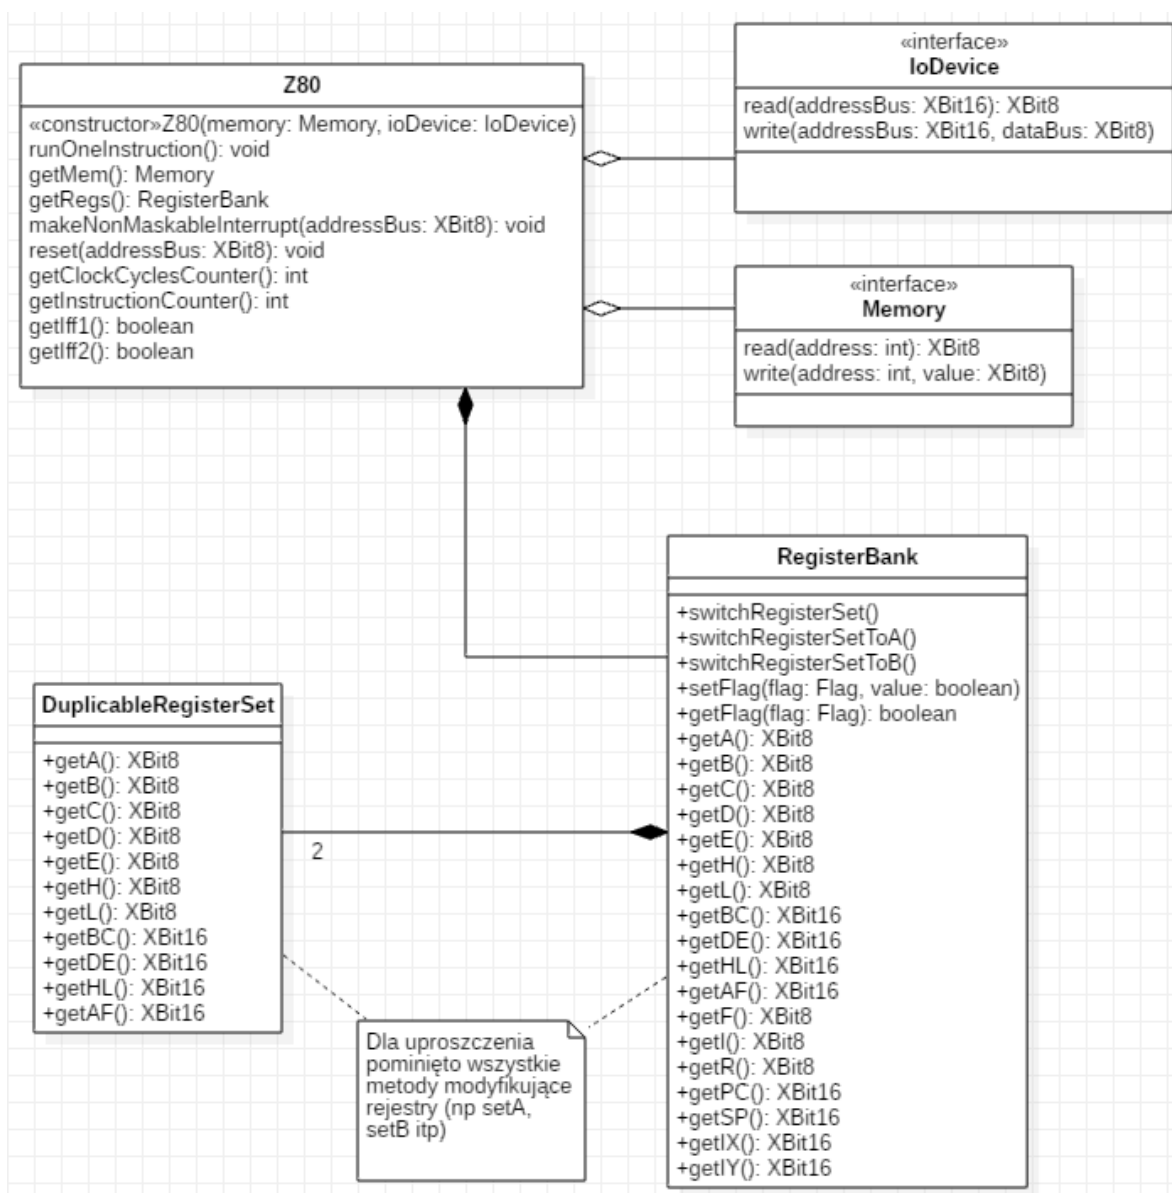 Z80
«constructor»Z80(memory: Memory, ioDevice: IoDevice)
runOneInstruction(): void
getMem(): Memory
getRegs(): RegisterBank
makeNonMaskableInterrupt(addressBus: XBit8): void
reset(addressBus: XBit8): void
getClockCyclesCounter(): int
getInstructionCounter(): int
getIff1(): boolean
getIff2(): boolean
«interface»
IoDevice
read(addressBus: XBit16): XBit8
write(addressBus: XBit16, dataBus: XBit8)
«interface»
Memory
read(address: int): XBit8
write(address: int, value: XBit8)
RegisterBank
+switchRegisterSet()
+switchRegisterSetToA()
+switchRegisterSetToB()
+setFlag(flag: Flag, value: boolean)
+getFlag(flag: Flag): boolean
+getA(): XBit8
+getB(): XBit8
+getC(): XBit8
+getD(): XBit8
+getE(): XBit8
+getH(): XBit8
+getL(): XBit8
+getBC(): XBit16
+getDE(): XBit16
+getHL(): XBit16
+getAF(): XBit16
+getF(): XBit8
+getI(): XBit8
+getR(): XBit8
+getPC(): XBit16
+getSP(): XBit16
+getIX(): XBit16
+getIY(): XBit16
DuplicableRegisterSet
+getA(): XBit8
+getB(): XBit8
+getC(): XBit8
+getD(): XBit8
+getE(): XBit8
+getH(): XBit8
+getL(): XBit8
+getBC(): XBit16
+getDE(): XBit16
+getHL(): XBit16
+getAF(): XBit16
2
Dla uproszczenia
pominięto wszystkie
metody modyfikujące
rejestry (np setA,
setB itp)